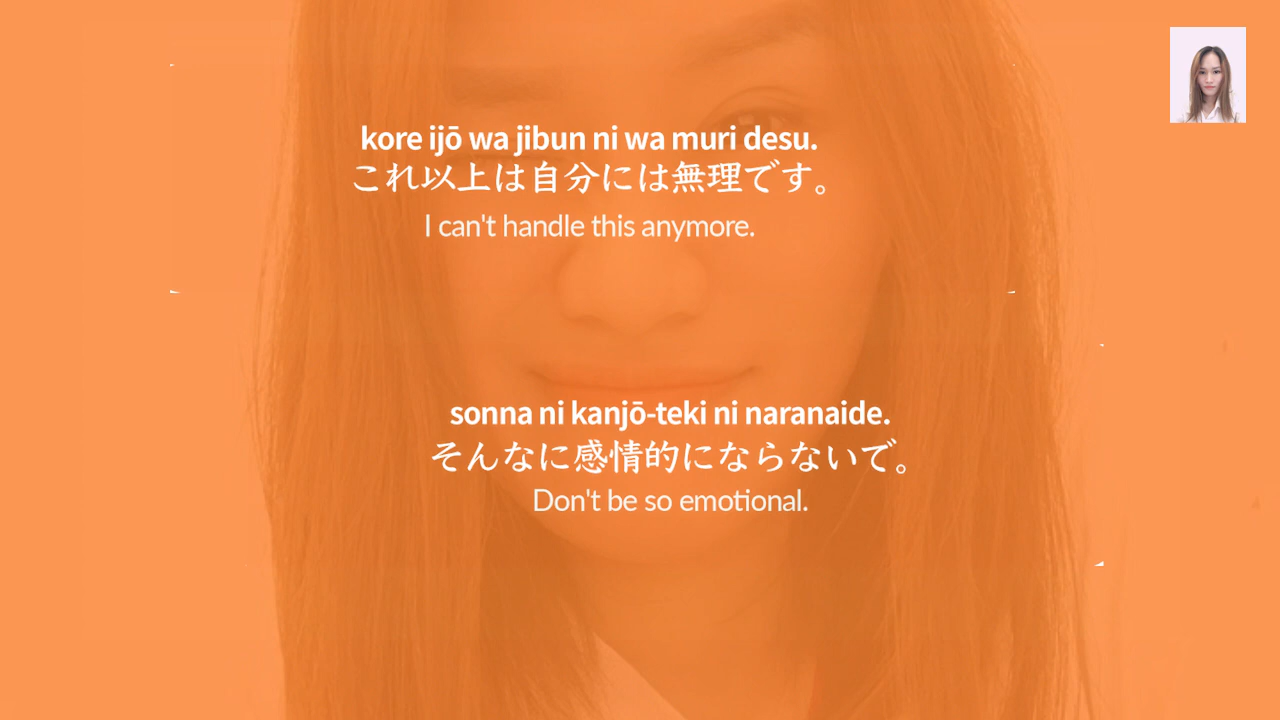 kore ijō wa jibun ni wa muri desu.
これ以上は自分には無理です。
I can't handle this anymore.
sonna ni kanjō-teki ni naranaide.
そんなに感情的にならないで。
Don't be so emotional.